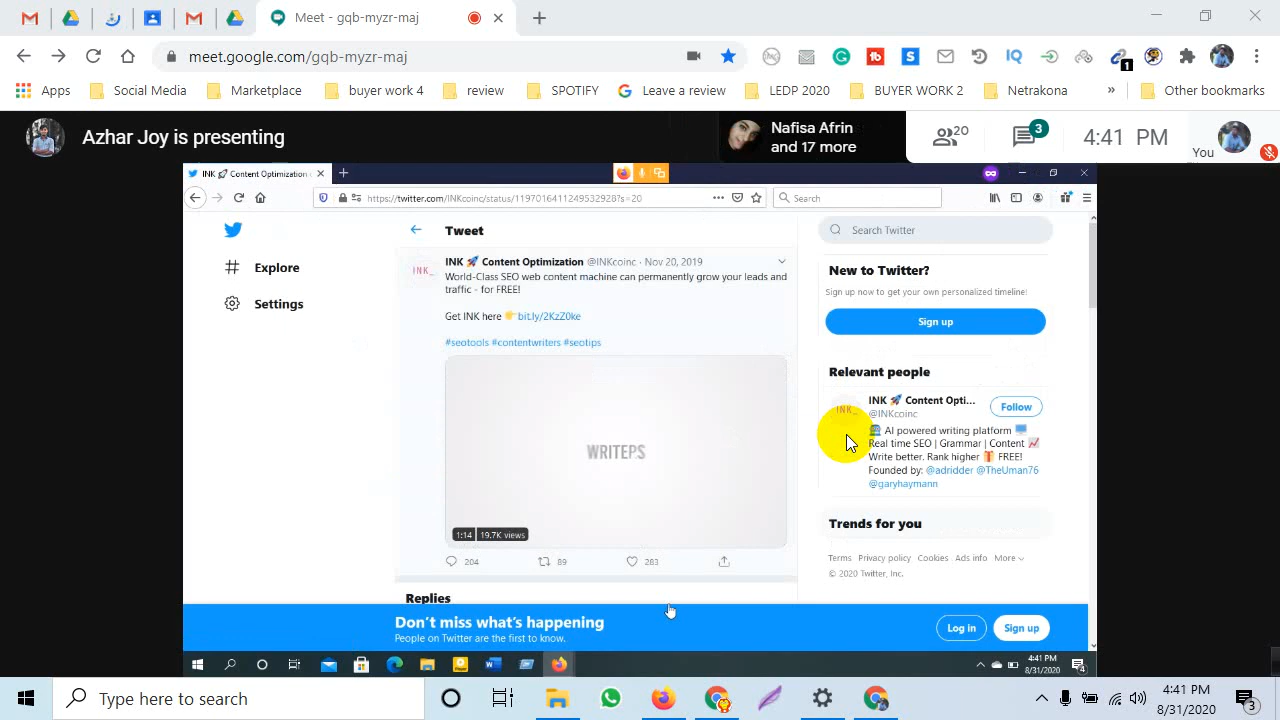 Meet - gqb-myzr-maj
meet.google.com/gqb-myzr-maj
1
Apps
Social Media
Marketplace
buyer work 4
review
SPOTIFY
Leave a review
LEDP 2020
BUYER WORK 2
Netrakona
»
Other bookmarks
Azhar Joy is presenting
Nafisa Afrin
and 17 more
20
3
4:41 PM
You
INK 🚀 Content Optimization
https://twitter.com/INKcoinc/status/1197016411249532928?s=20
Search
Tweet
Search Twitter
Explore
Settings
INK 🚀 Content Optimization @INKcoinc · Nov 20, 2019
World-Class SEO web content machine can permanently grow your leads and
traffic - for FREE!
Get INK here 👉 bit.ly/2KzZ0ke
#seotools #contentwriters #seotips
WRITEPS
1:14 19.7K views
204 89 283
Replies
New to Twitter?
Sign up now to get your own personalized timeline!
Sign up
Relevant people
INK 🚀 Content Opti...
@INKcoinc
Follow
AI powered writing platform
Real time SEO | Grammar | Content 📈
Write better. Rank higher 🎁 FREE!
Founded by: @adridder @TheUman76
@garyhaymann
Trends for you
Terms Privacy policy Cookies Ads info More
© 2020 Twitter, Inc.
Don't miss what's happening
People on Twitter are the first to know.
Log in
Sign up
4:41 PM
8/31/2020
4
Type here to search
4:41 PM
8/31/2020
3